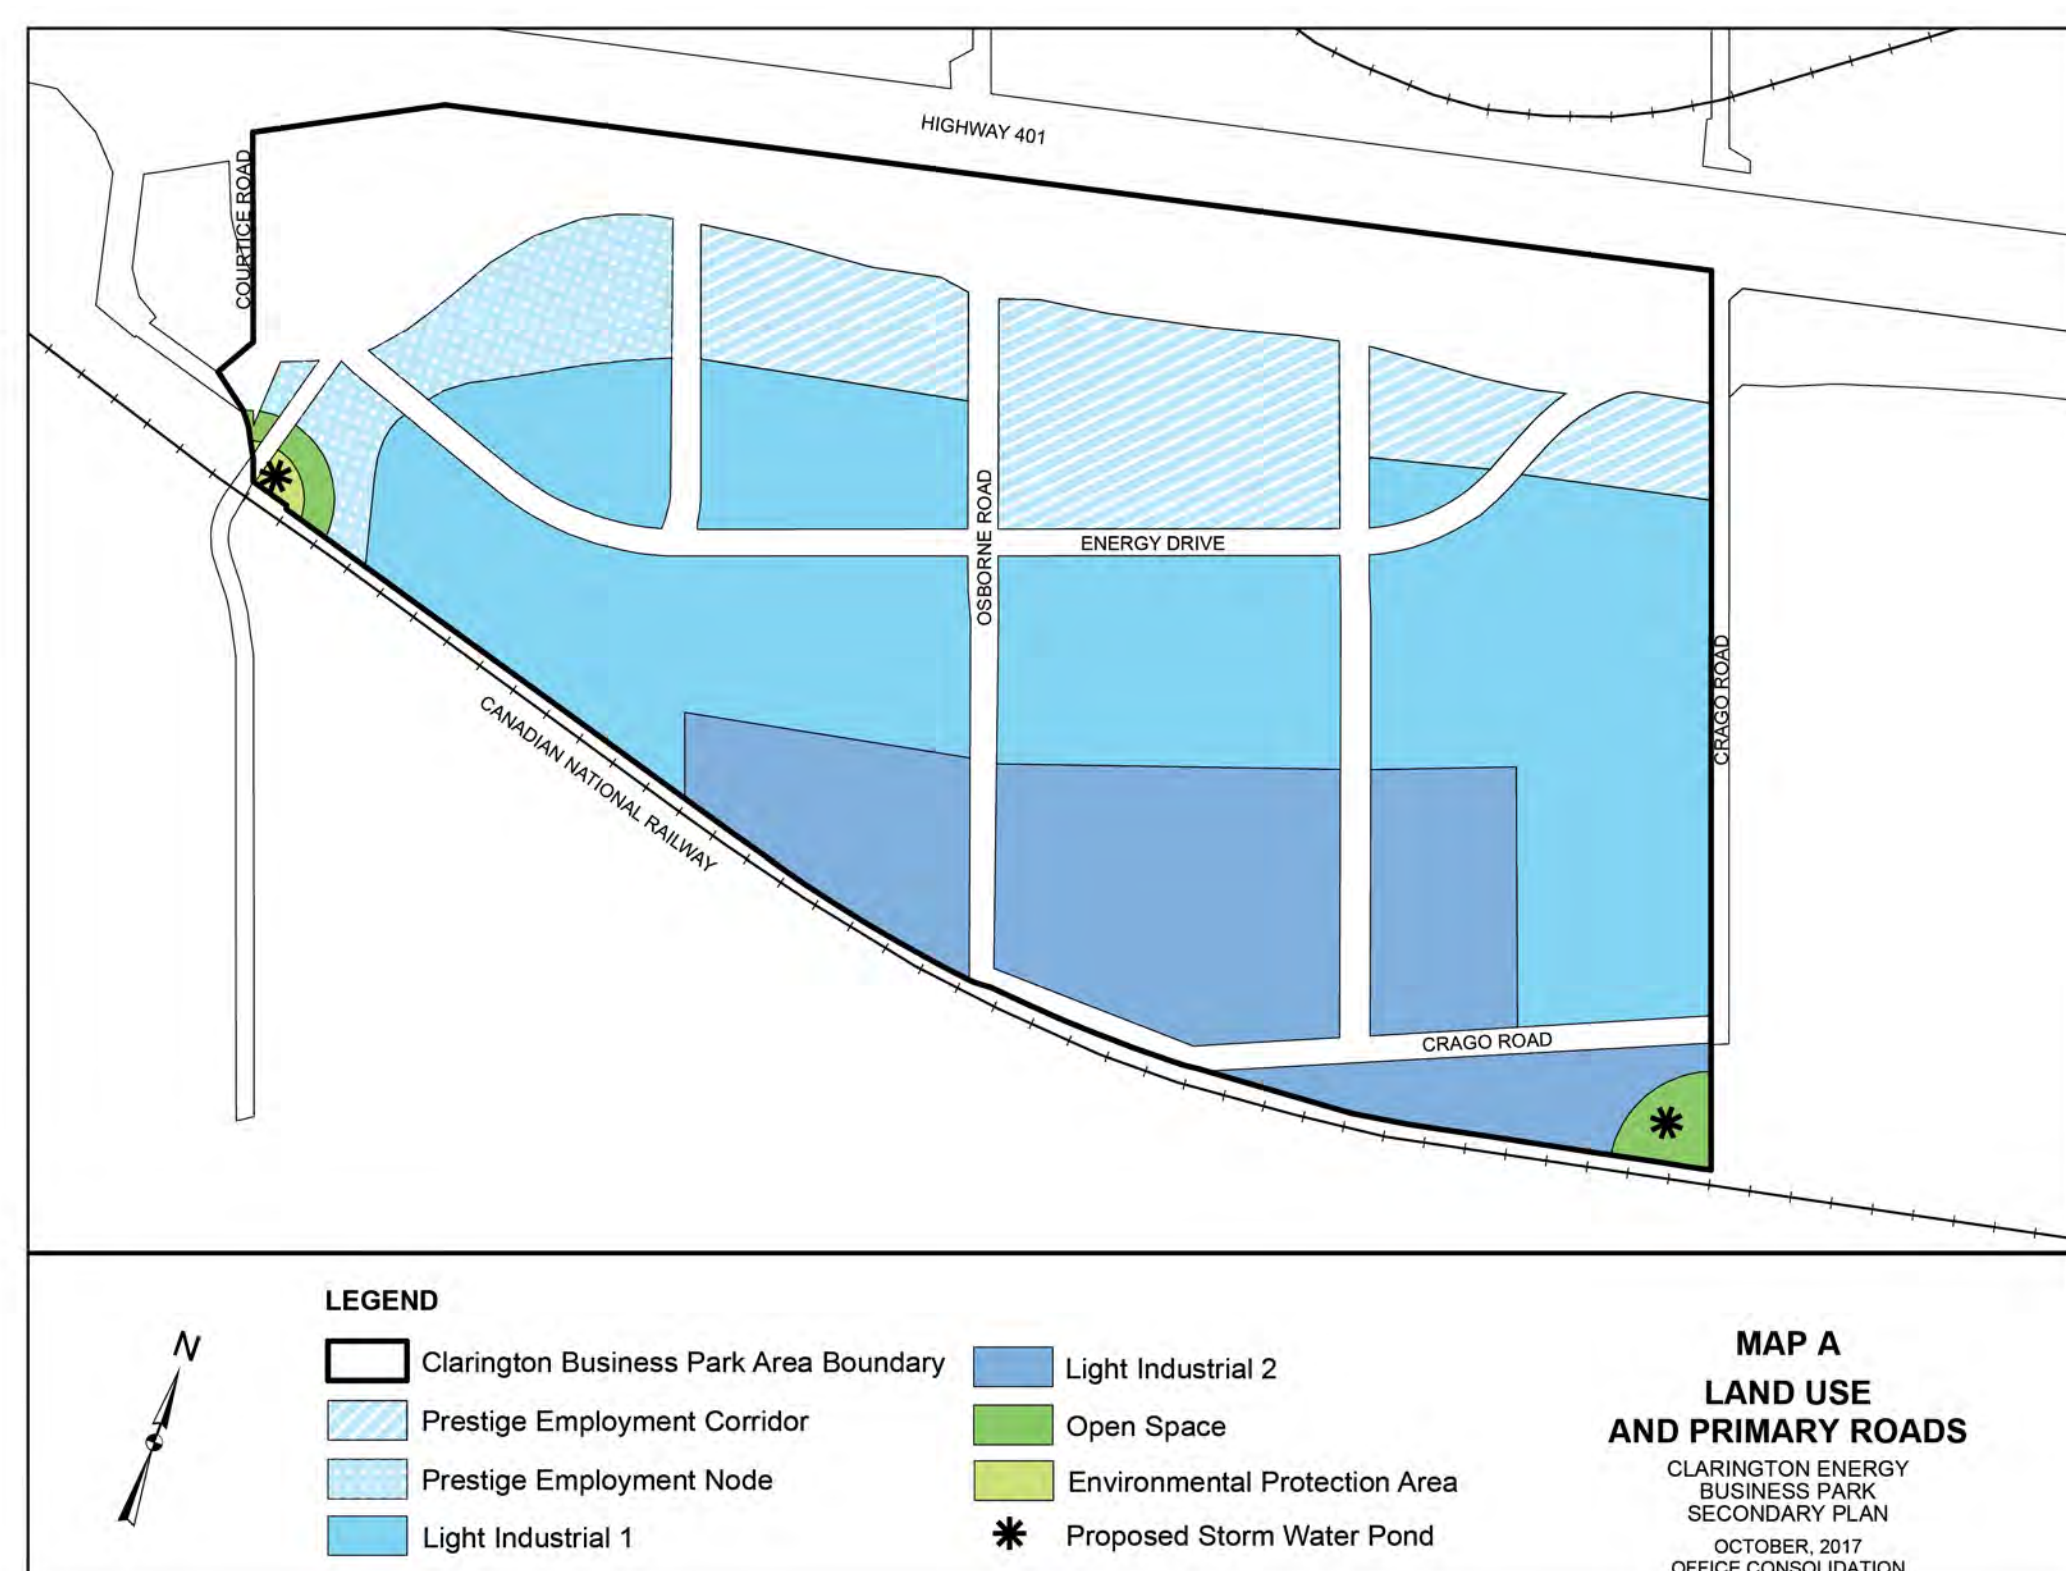 HIGHWAY 401
COURTICE ROAD
OSBORNE ROAD
ENERGY DRIVE
CRAGO ROAD
CANADIAN NATIONAL RAILWAY
CRAGO ROAD
LEGEND
N
Clarington Business Park Area Boundary
Prestige Employment Corridor
Prestige Employment Node
Light Industrial 1
Light Industrial 2
Open Space
Environmental Protection Area
Proposed Storm Water Pond
MAP A
LAND USE
AND PRIMARY ROADS
CLARINGTON ENERGY
BUSINESS PARK
SECONDARY PLAN
OCTOBER, 2017
OFFICE CONSOLIDATION